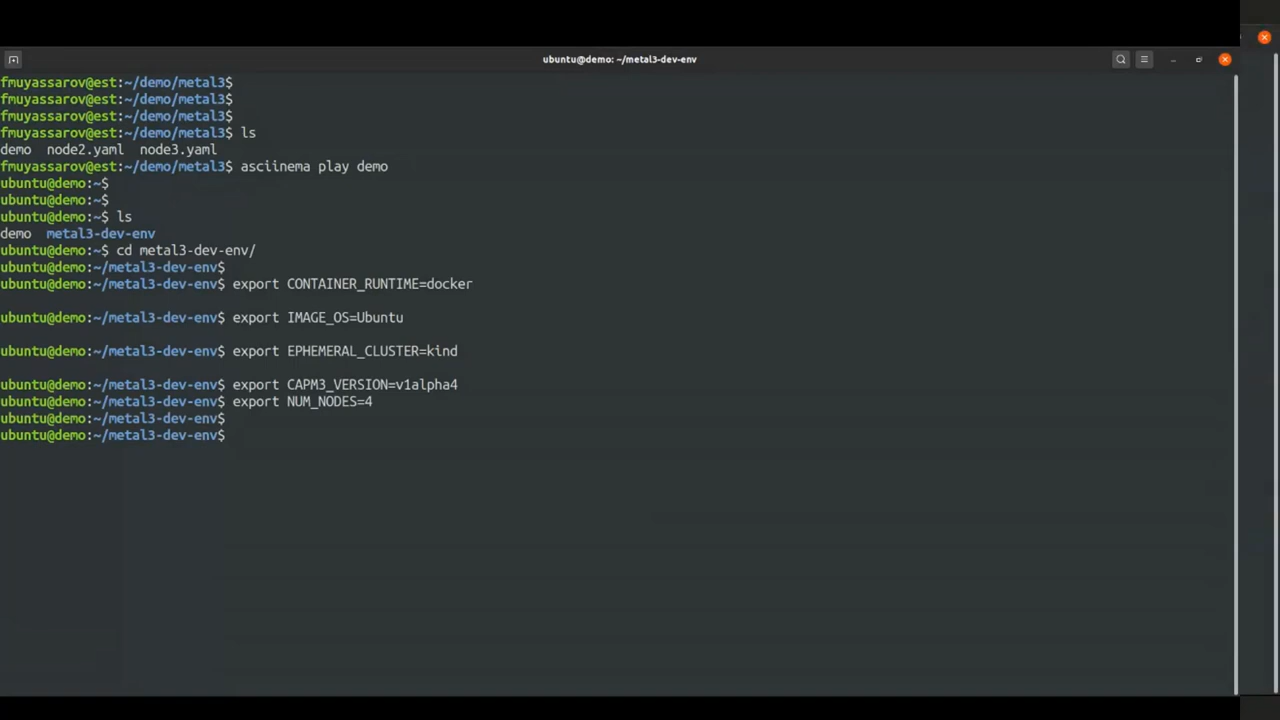 ubuntu@demo: ~/metal3-dev-env
fmuyassarov@est:~/demo/metal3$
fmuyassarov@est:~/demo/metal3$
fmuyassarov@est:~/demo/metal3$
fmuyassarov@est:~/demo/metal3$ ls
demo  node2.yaml  node3.yaml
fmuyassarov@est:~/demo/metal3$ asciinema play demo
ubuntu@demo:~$
ubuntu@demo:~$
ubuntu@demo:~$ ls
demo  metal3-dev-env
ubuntu@demo:~$ cd metal3-dev-env/
ubuntu@demo:~/metal3-dev-env$
ubuntu@demo:~/metal3-dev-env$ export CONTAINER_RUNTIME=docker
ubuntu@demo:~/metal3-dev-env$ export IMAGE_OS=Ubuntu
ubuntu@demo:~/metal3-dev-env$ export EPHEMERAL_CLUSTER=kind
ubuntu@demo:~/metal3-dev-env$ export CAPM3_VERSION=v1alpha4
ubuntu@demo:~/metal3-dev-env$ export NUM_NODES=4
ubuntu@demo:~/metal3-dev-env$
ubuntu@demo:~/metal3-dev-env$